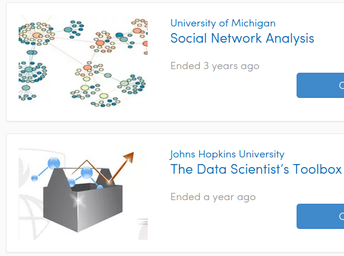 University of Michigan
Social Network Analysis
Ended 3 years ago
Johns Hopkins University
The Data Scientist's Toolbox
Ended a year ago